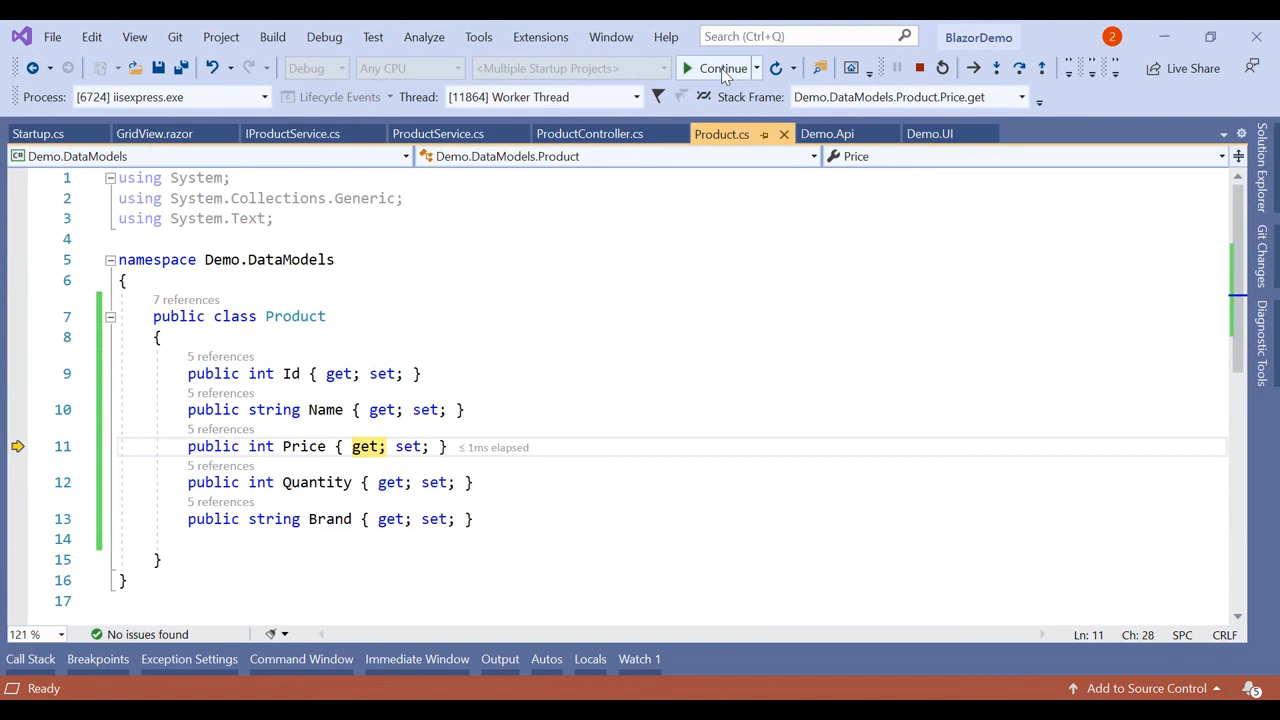 File Edit View Git Project Build Debug Test Analyze Tools Extensions Window Help Search (Ctrl+Q) BlazorDemo 2
Debug Any CPU <Multiple Startup Projects> Continue Live Share
Process: [6724] iisexpress.exe Lifecycle Events Thread: [11864] Worker Thread Stack Frame: Demo.DataModels.Product.Price.get
Startup.cs GridView.razor IProductService.cs ProductService.cs ProductController.cs Product.cs Demo.Api Demo.UI
C# Demo.DataModels Demo.DataModels.Product Price
1 using System;
2 using System.Collections.Generic;
3 using System.Text;
4
5 namespace Demo.DataModels
6 {
7 references
7 public class Product
8 {
5 references
9 public int Id { get; set; }
5 references
10 public string Name { get; set; }
5 references
11 public int Price { get; set; } ≤ 1ms elapsed
5 references
12 public int Quantity { get; set; }
5 references
13 public string Brand { get; set; }
14
15 }
16 }
17
121 % No issues found Ln: 11 Ch: 28 SPC CRLF
Call Stack Breakpoints Exception Settings Command Window Immediate Window Output Autos Locals Watch 1
Ready Add to Source Control 5
Solution Explorer
Git Changes
Diagnostic Tools